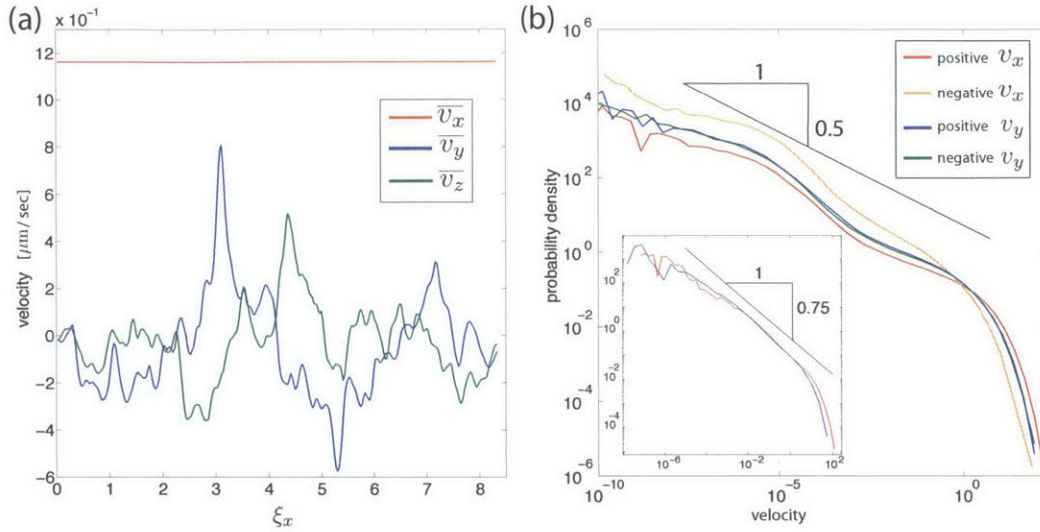 (a)
x 10⁻¹
12
10
8
6
4
2
0
−2
−4
−6
velocity [μm/sec]
0 1 2 3 4 5 6 7 8
ξₓ
v̅ₓ
v̅ᵧ
v̅_z
(b)
10⁶
10⁴
10²
10⁰
10⁻²
10⁻⁴
10⁻⁶
probability density
10⁻¹⁰ 10⁻⁵ 10⁰
velocity
1
0.5
positive vₓ
negative vₓ
positive vᵧ
negative vᵧ
10²
10⁰
10⁻²
10⁻⁴
10⁻⁶ 10⁻² 10²
1
0.75